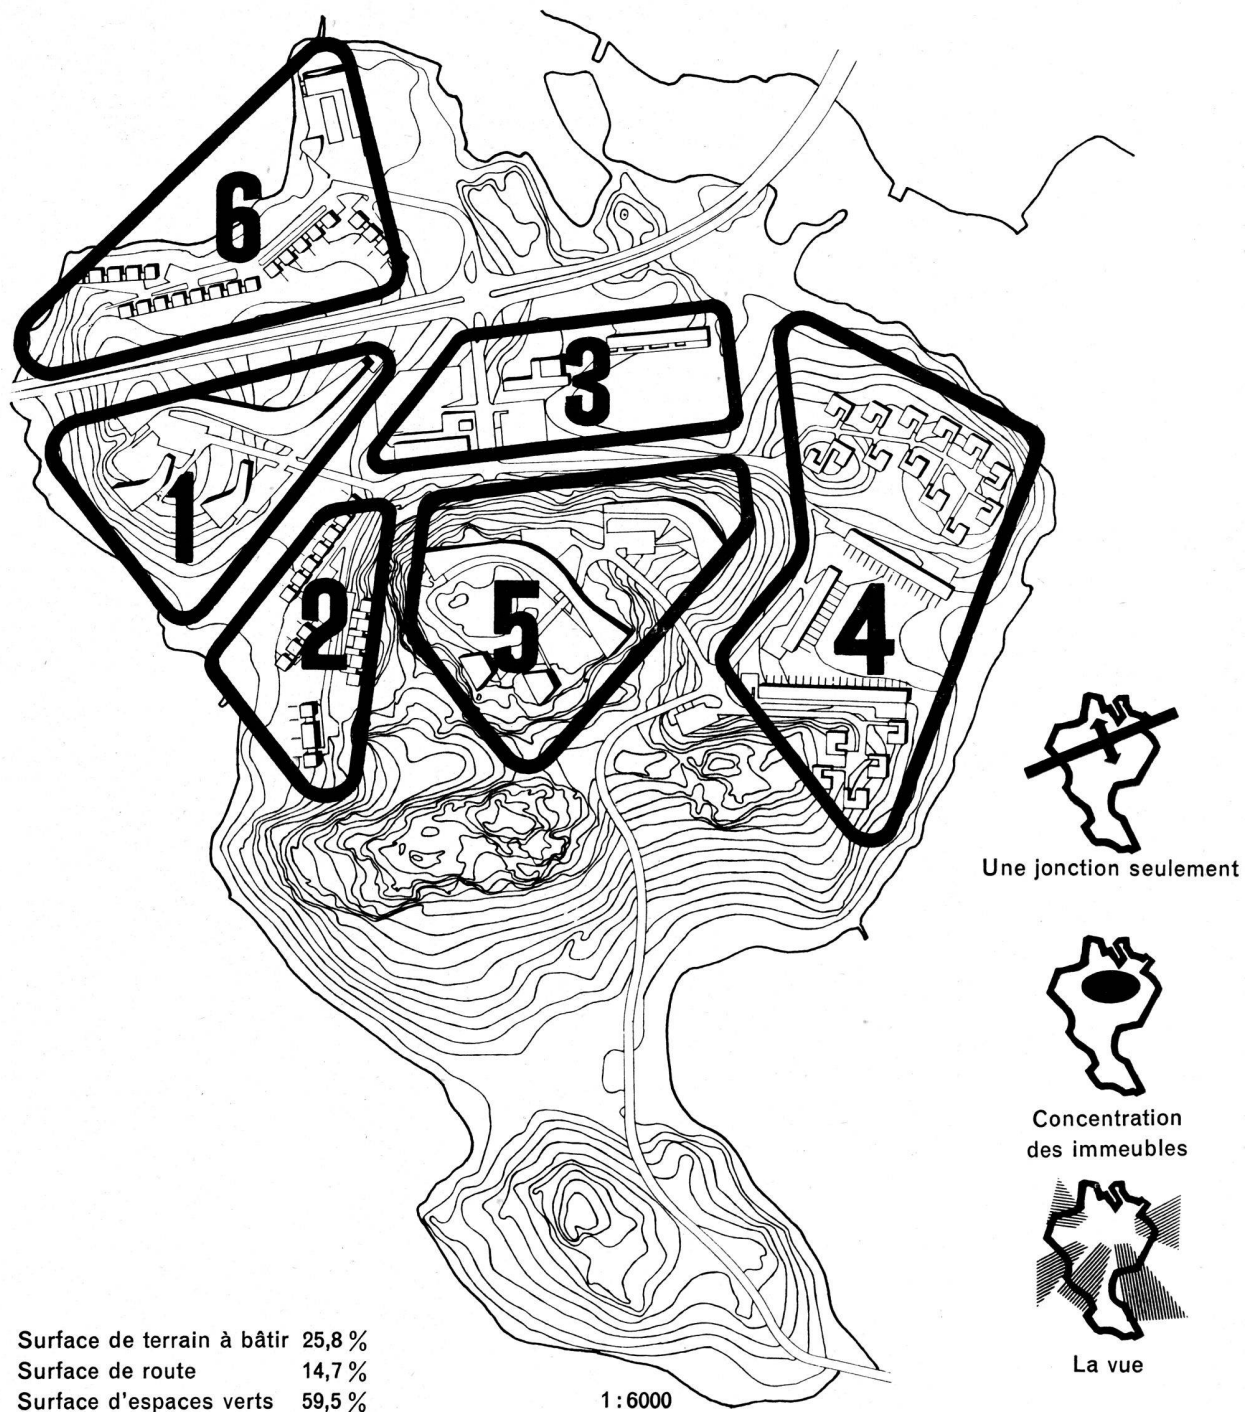 6
3
1
2
5
4
Une jonction seulement
Concentration
des immeubles
La vue
Surface de terrain à bâtir 25,8 %
Surface de route 14,7 %
Surface d'espaces verts 59,5 %
1:6000